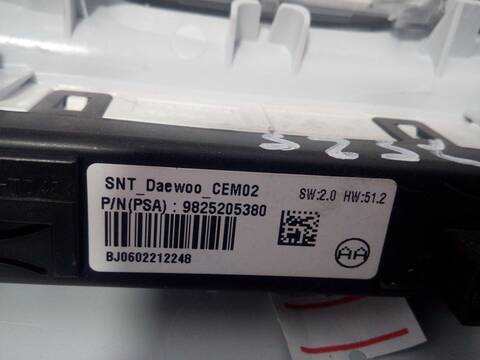 SNT_Daewoo_CEM02
SW:2.0 HW:51.2
P/N(PSA) : 9825205380
BJ0602212248
AA